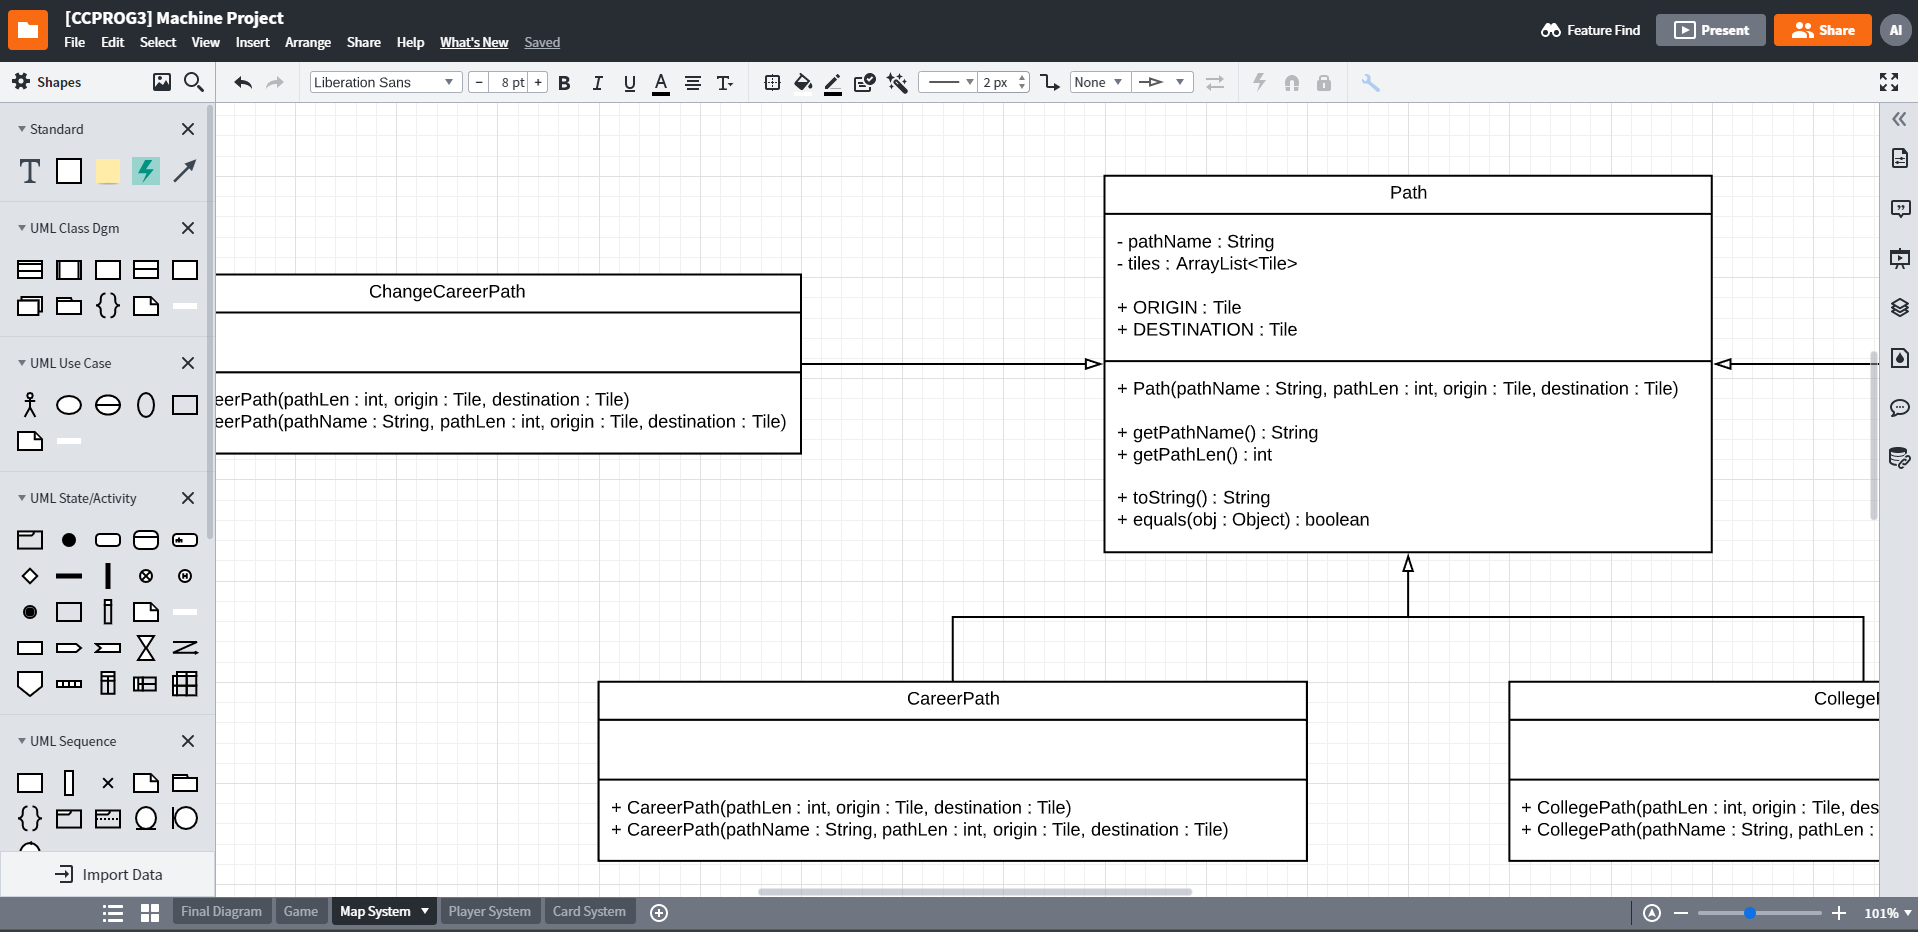 [CCPROG3] Machine Project
File Edit Select View Insert Arrange Share Help What's New Saved
Feature Find
Present
Share
AI
Shapes
Liberation Sans
8 pt
B I U A T
2 px
None
Standard
T
UML Class Dgm
UML Use Case
UML State/Activity
UML Sequence
Import Data
ChangeCareerPath
eerPath(pathLen : int, origin : Tile, destination : Tile)
eerPath(pathName : String, pathLen : int, origin : Tile, destination : Tile)
Path
- pathName : String
- tiles : ArrayList<Tile>
+ ORIGIN : Tile
+ DESTINATION : Tile
+ Path(pathName : String, pathLen : int, origin : Tile, destination : Tile)
+ getPathName() : String
+ getPathLen() : int
+ toString() : String
+ equals(obj : Object) : boolean
CareerPath
+ CareerPath(pathLen : int, origin : Tile, destination : Tile)
+ CareerPath(pathName : String, pathLen : int, origin : Tile, destination : Tile)
College
+ CollegePath(pathLen : int, origin : Tile, des
+ CollegePath(pathName : String, pathLen :
Final Diagram Game Map System Player System Card System
101%